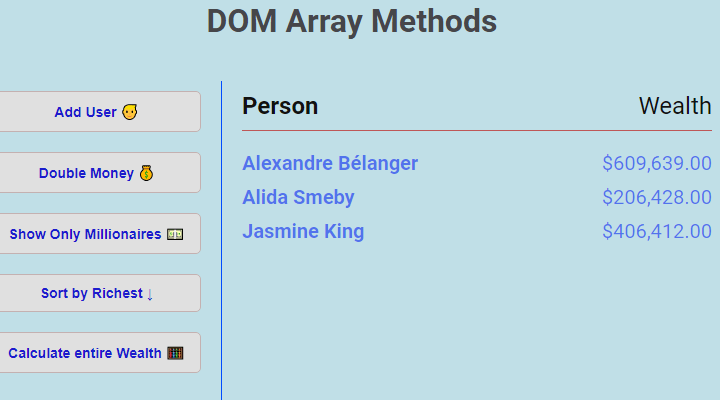 DOM Array Methods
Add User 👱
Double Money 💰
Show Only Millionaires 💵
Sort by Richest ↓
Calculate entire Wealth 🧮
Person Wealth
Alexandre Bélanger $609,639.00
Alida Smeby $206,428.00
Jasmine King $406,412.00